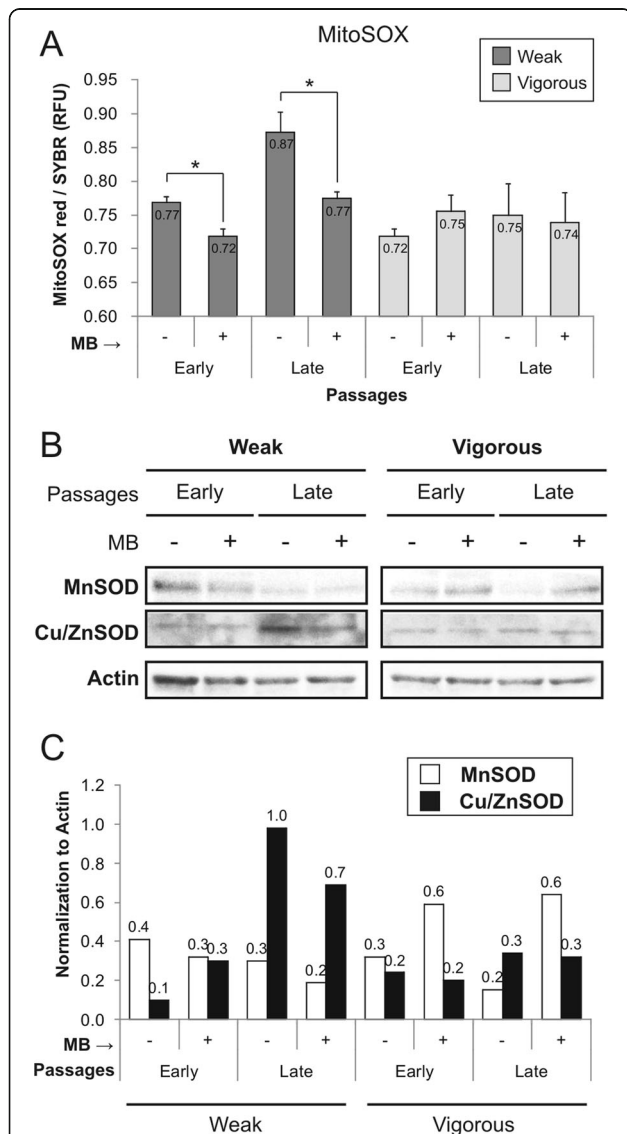 A
MitoSOX
Weak
Vigorous
MitoSOX red / SYBR (RFU)
0.95
0.90
0.85
0.80
0.75
0.70
0.65
0.60
*
*
0.77
0.72
0.87
0.77
0.72
0.75
0.75
0.74
MB → - + - + - + - +
Early Late Early Late
Passages
B
Weak Vigorous
Passages Early Late Early Late
MB - + - + - + - +
MnSOD
Cu/ZnSOD
Actin
C
MnSOD
Cu/ZnSOD
Normalization to Actin
1.2
1.0
0.8
0.6
0.4
0.2
0.0
0.4 0.1 0.3 0.3 0.3 1.0 0.2 0.7 0.3 0.2 0.6 0.2 0.2 0.3 0.6 0.3
MB → - + - + - + - +
Passages Early Late Early Late
Weak Vigorous